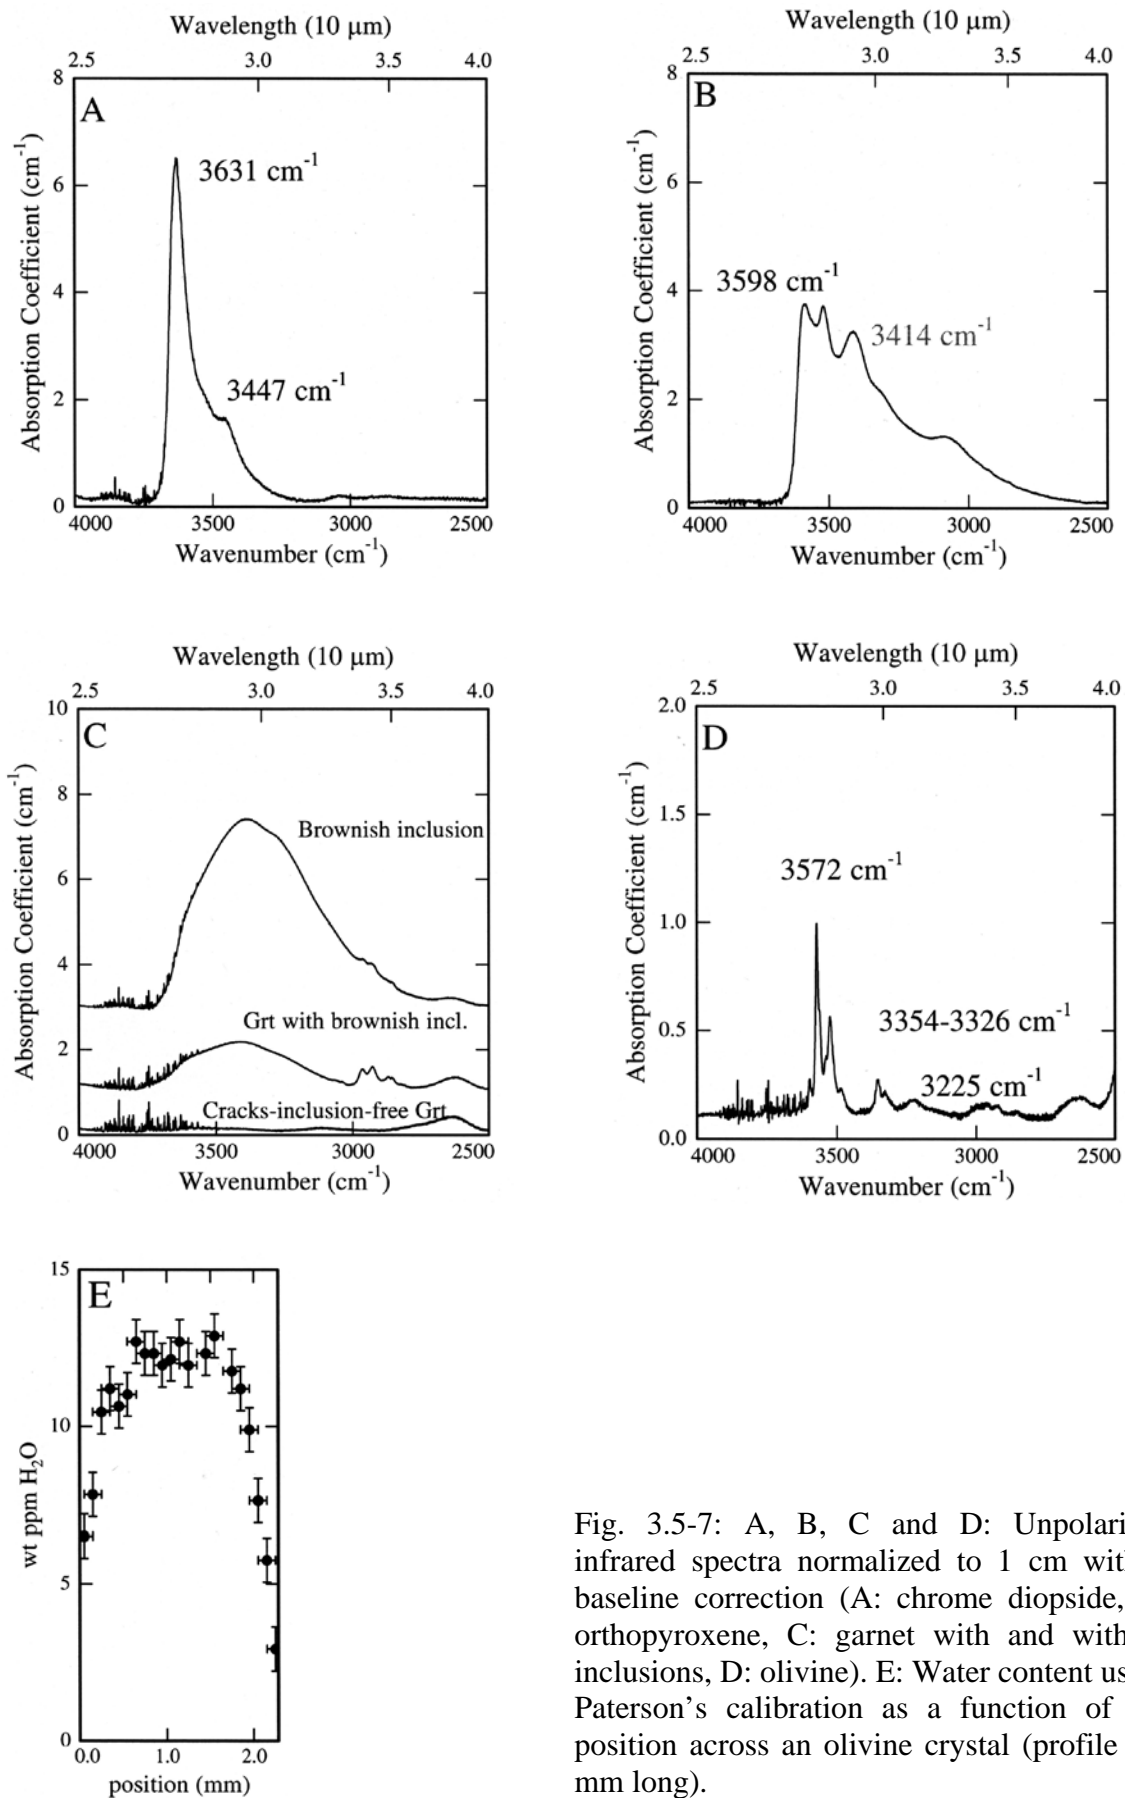 Wavelength (10 µm)
2.5 3.0 3.5 4.0
A
8
6
4
2
0
Absorption Coefficient (cm-1)
3631 cm-1
3447 cm-1
4000 3500 3000 2500
Wavenumber (cm-1)
Wavelength (10 µm)
2.5 3.0 3.5 4.0
B
8
6
4
2
0
Absorption Coefficient (cm-1)
3598 cm-1
3414 cm-1
4000 3500 3000 2500
Wavenumber (cm-1)
Wavelength (10 µm)
2.5 3.0 3.5 4.0
C
10
8
6
4
2
0
Absorption Coefficient (cm-1)
Brownish inclusion
Grt with brownish incl.
Cracks-inclusion-free Grt
4000 3500 3000 2500
Wavenumber (cm-1)
Wavelength (10 µm)
2.5 3.0 3.5 4.0
D
2.0
1.5
1.0
0.5
0.0
Absorption Coefficient (cm-1)
3572 cm-1
3354-3326 cm-1
3225 cm-1
4000 3500 3000 2500
Wavenumber (cm-1)
E
15
10
5
0
wt ppm H2O
0.0 1.0 2.0
position (mm)
Fig. 3.5-7: A, B, C and D: Unpolari
infrared spectra normalized to 1 cm with
baseline correction (A: chrome diopside,
orthopyroxene, C: garnet with and with
inclusions, D: olivine). E: Water content us
Paterson's calibration as a function of
position across an olivine crystal (profile
mm long).